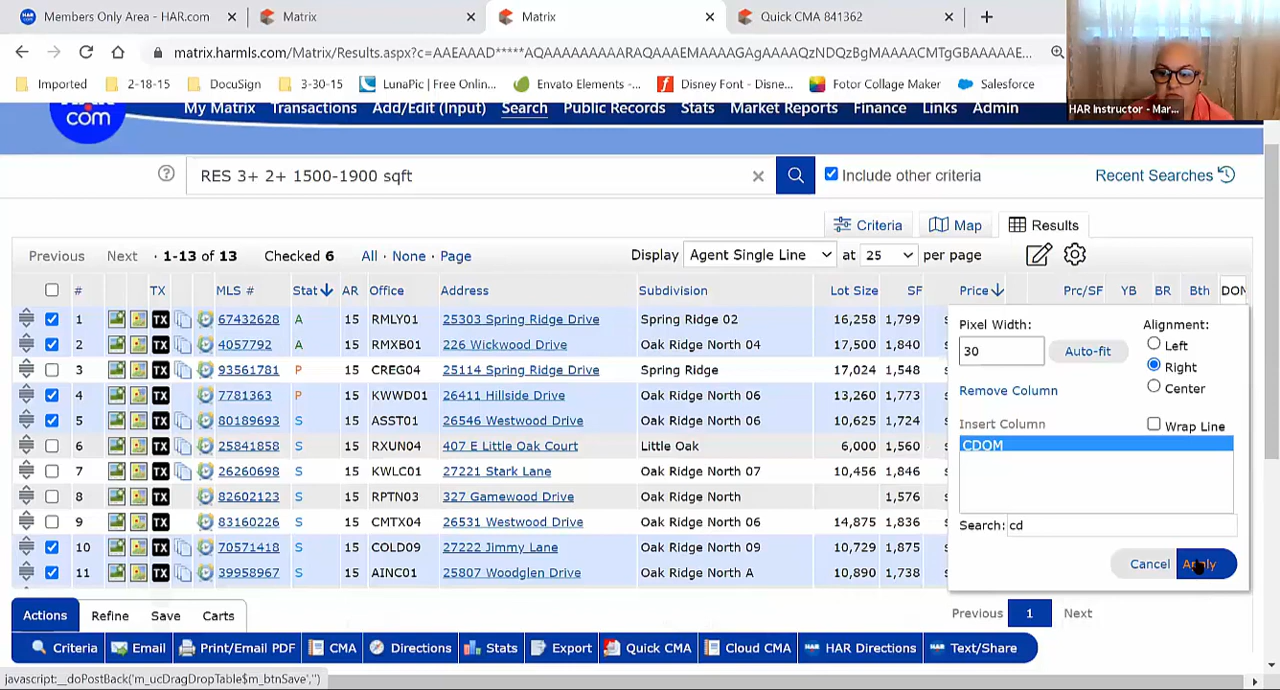 Members Only Area - HAR.com
Matrix
Matrix
Quick CMA 841362
matrix.harmls.com/Matrix/Results.aspx?c=AAEAAAD*****AQAAAAAAAAARAQAAAEMAAAAGAgAAAAQzNDQzBgMAAAACMTgGBAAAAAE...
Imported
2-18-15
DocuSign
3-30-15
LunaPic | Free O...
Envato Elements -...
Disney Font - Disne...
Fotor Collage Maker
Salesforce
HAR Instructor - Mar...
com
My Matrix Transactions Add/Edit (Input) Search Public Records Stats Market Reports Finance Links Admin
? RES 3+ 2+ 1500-1900 sqft Include other criteria Recent Searches
Criteria Map Results
Previous Next · 1-13 of 13 Checked 6 All · None · Page Display Agent Single Line at 25 per page
# TX MLS # Stat AR Office Address Subdivision Lot Size SF Price Prc/SF YB BR Bth DOM
1 TX 67432628 A 15 RMLY01 25303 Spring Ridge Drive Spring Ridge 02 16,258 1,799
2 TX 4057792 A 15 RMXB01 226 Wickwood Drive Oak Ridge North 04 17,500 1,840
3 TX 93561781 P 15 CREG04 25114 Spring Ridge Drive Spring Ridge 17,024 1,548
4 TX 7781363 S 15 KWWD01 26411 Hillside Drive Oak Ridge North 06 13,260 1,773
5 TX 80189693 S 15 ASST01 26546 Westwood Drive Oak Ridge North 06 10,625 1,724
6 TX 25841858 S 15 RXUN04 407 E Little Oak Court Little Oak 6,000 1,560
7 TX 26260698 S 15 KWLC01 27221 Stark Lane Oak Ridge North 07 10,456 1,846
8 TX 82602123 S 15 RPTN03 327 Gamewood Drive Oak Ridge North 1,576
9 TX 83160226 S 15 CMTX04 26531 Westwood Drive Oak Ridge North 06 14,875 1,836
10 TX 70571418 S 15 COLD09 27222 Jimmy Lane Oak Ridge North 09 10,729 1,875
11 TX 39958967 S 15 AINC01 25807 Woodglen Drive Oak Ridge North A 10,890 1,738
Pixel Width: Alignment:
30 Auto-fit Left
Right
Remove Column Center
Insert Column Wrap Line
CDOM
Search: cd
Cancel Apply
Actions Refine Save Carts Previous 1 Next
Criteria Email Print/Email PDF CMA Directions Stats Export Quick CMA Cloud CMA HAR Directions Text/Share
javascript:__doPostBack('m_ucDragDropTable$m_btnSave','')